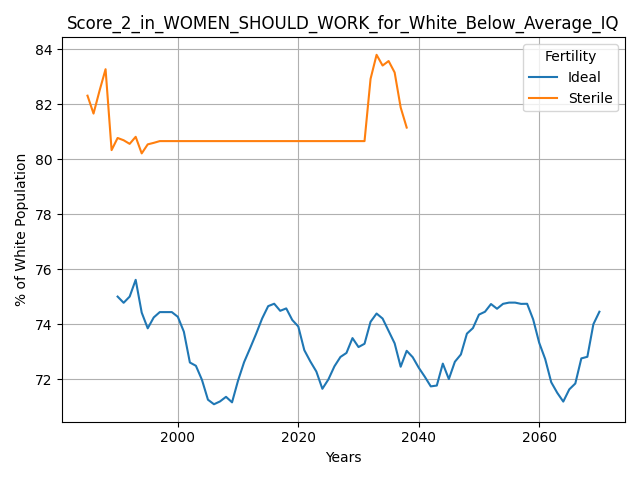 Score_2_in_WOMEN_SHOULD_WORK_for_White_Below_Average_IQ
Fertility
Ideal
Sterile
% of White Population
84
82
80
78
76
74
72
2000
2020
2040
2060
Years